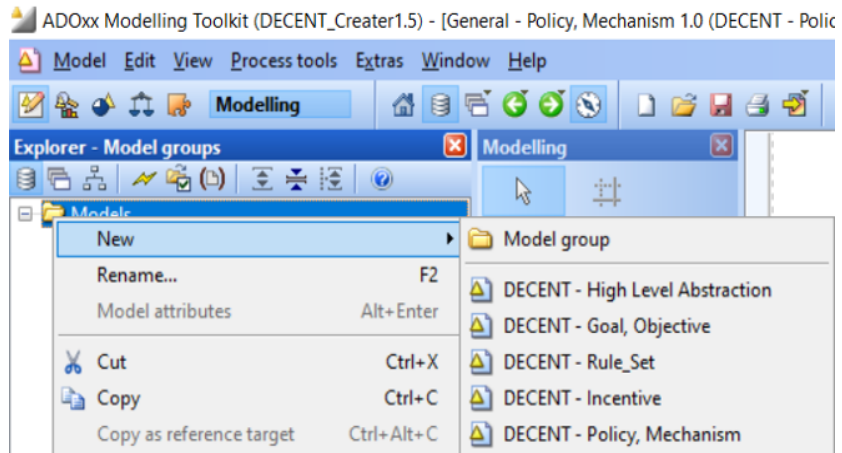 ADOxx Modelling Toolkit (DECENT_Creater1.5) - [General - Policy, Mechanism 1.0 (DECENT - Polic
Model Edit View Process tools Extras Window Help
Modelling
Explorer - Model groups
Modelling
Models
New
Model group
Rename... F2
DECENT - High Level Abstraction
Model attributes Alt+Enter
DECENT - Goal, Objective
Cut Ctrl+X
DECENT - Rule_Set
Copy Ctrl+C
DECENT - Incentive
Copy as reference target Ctrl+Alt+C
DECENT - Policy, Mechanism